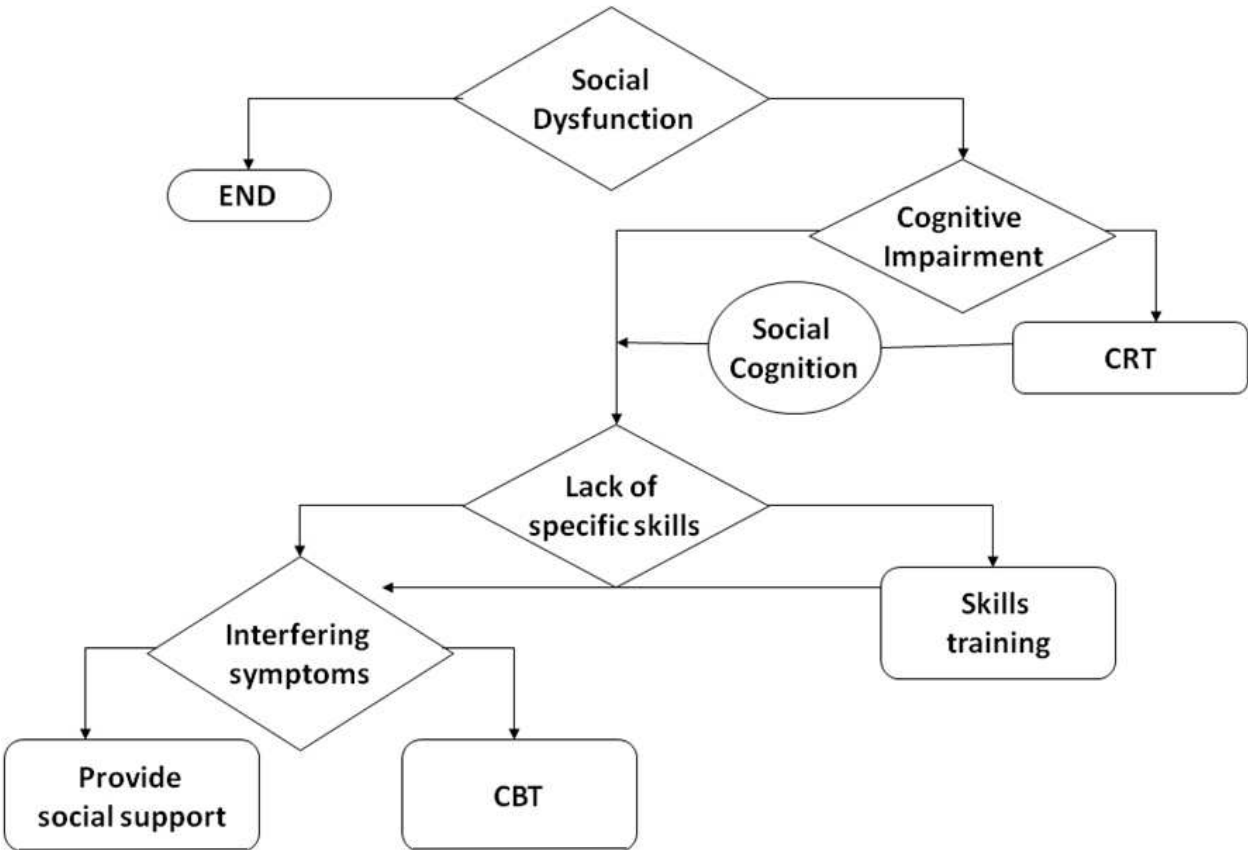 Social
Dysfunction
END
Cognitive
Impairment
Social
Cognition
CRT
Lack of
specific skills
Skills
training
Interfering
symptoms
Provide
social support
CBT